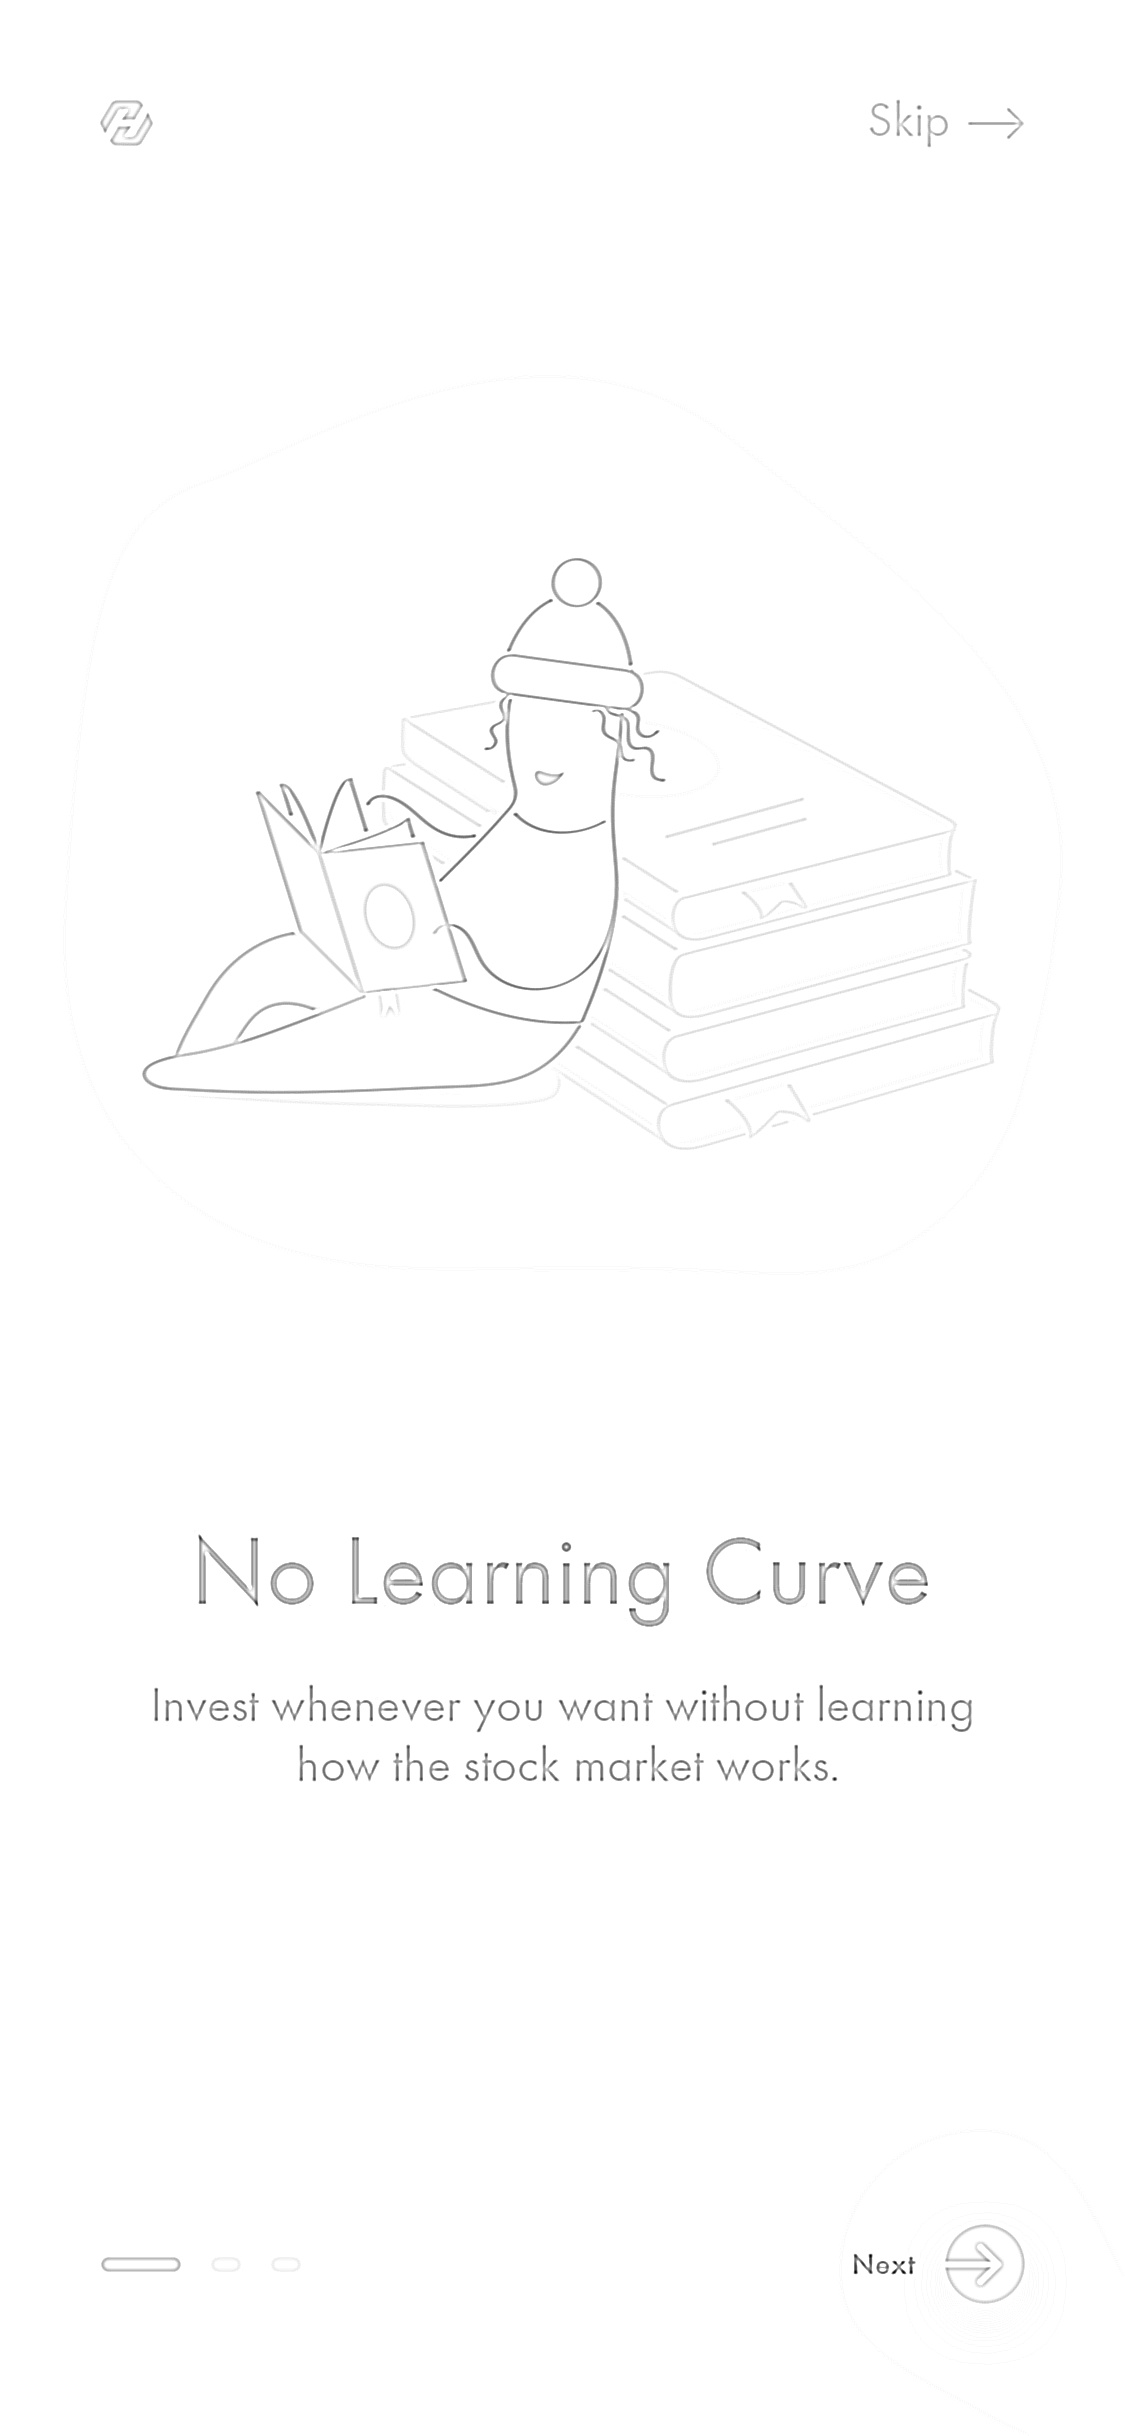 Skip
No Learning Curve
Invest whenever you want without learning
how the stock market works.
Next